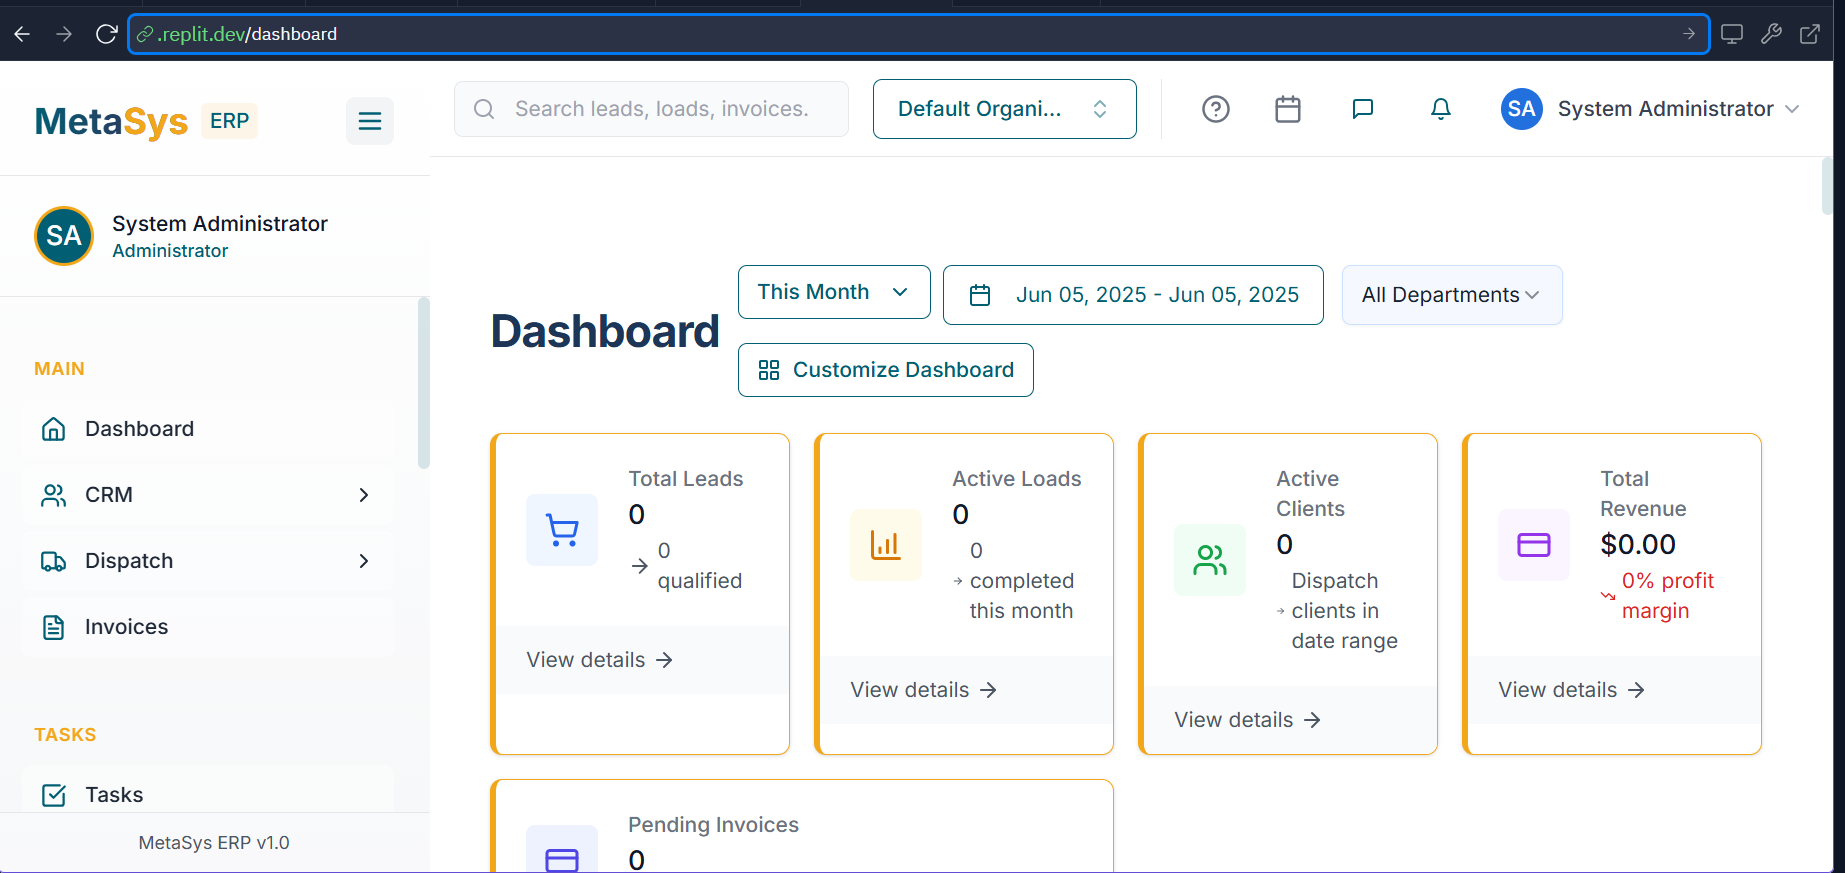 .replit.dev/dashboard
MetaSys ERP
Search leads, loads, invoices.
Default Organi...
SA System Administrator
SA
System Administrator
Administrator
MAIN
Dashboard
CRM
Dispatch
Invoices
TASKS
Tasks
MetaSys ERP v1.0
Dashboard
This Month
Jun 05, 2025 - Jun 05, 2025
All Departments
Customize Dashboard
Total Leads
0
0
qualified
View details
Active Loads
0
0
completed
this month
View details
Active
Clients
0
Dispatch
clients in
date range
View details
Total
Revenue
$0.00
0% profit
margin
View details
Pending Invoices
0